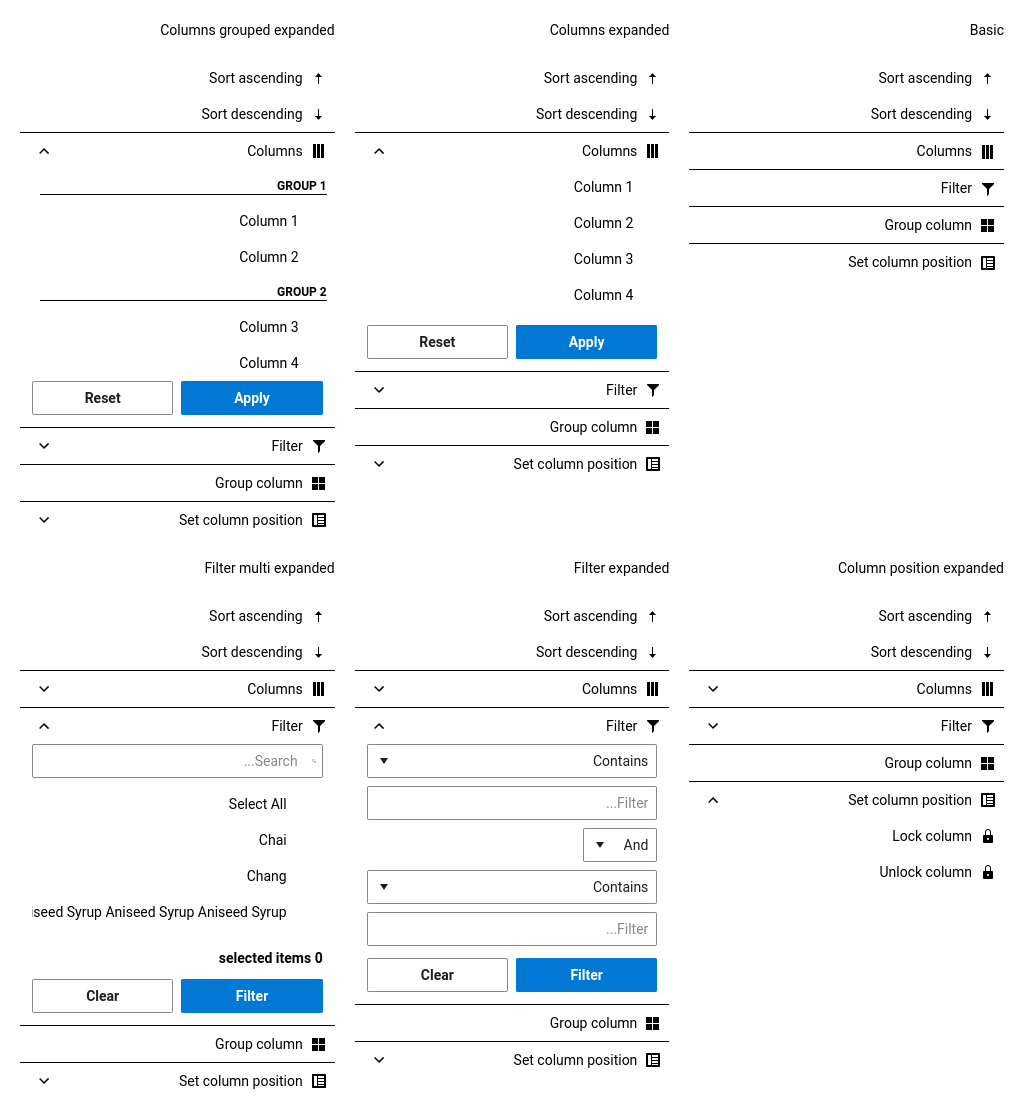 Basic
Sort ascending
Sort descending
Columns
Filter
Group column
Set column position
Columns expanded
Sort ascending
Sort descending
Columns
Column 1
Column 2
Column 3
Column 4
Apply
Reset
Filter
Group column
Set column position
Columns grouped expanded
Sort ascending
Sort descending
Columns
GROUP 1
Column 1
Column 2
GROUP 2
Column 3
Column 4
Apply
Reset
Filter
Group column
Set column position
Column position expanded
Sort ascending
Sort descending
Columns
Filter
Group column
Set column position
Lock column
Unlock column
Filter expanded
Sort ascending
Sort descending
Columns
Filter
Contains
...Filter
And
Contains
...Filter
Filter
Clear
Group column
Set column position
Filter multi expanded
Sort ascending
Sort descending
Columns
Filter
...Search
Select All
Chai
Chang
iseed Syrup Aniseed Syrup Aniseed Syrup
selected items 0
Filter
Clear
Group column
Set column position